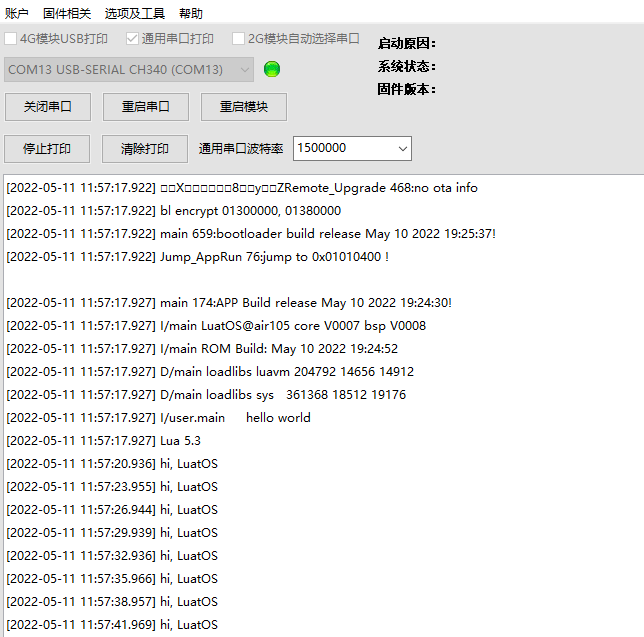 账户 固件相关 选项及工具 帮助
4G模块USB打印 通用串口打印 2G模块自动选择串口 启动原因:
COM13 USB-SERIAL CH340 (COM13) 系统状态:
固件版本:
关闭串口 重启串口 重启模块
停止打印 清除打印 通用串口波特率 1500000
[2022-05-11 11:57:17.922] □□X□□□□□□8□□y□□ZRemote_Upgrade 468:no ota info
[2022-05-11 11:57:17.922] bl encrypt 01300000, 01380000
[2022-05-11 11:57:17.922] main 659:bootloader build release May 10 2022 19:25:37!
[2022-05-11 11:57:17.922] Jump_AppRun 76:jump to 0x01010400 !
[2022-05-11 11:57:17.927] main 174:APP Build release May 10 2022 19:24:30!
[2022-05-11 11:57:17.927] I/main LuatOS@air105 core V0007 bsp V0008
[2022-05-11 11:57:17.927] I/main ROM Build: May 10 2022 19:24:52
[2022-05-11 11:57:17.927] D/main loadlibs luavm 204792 14656 14912
[2022-05-11 11:57:17.927] D/main loadlibs sys 361368 18512 19176
[2022-05-11 11:57:17.927] I/user.main hello world
[2022-05-11 11:57:17.927] Lua 5.3
[2022-05-11 11:57:20.936] hi, LuatOS
[2022-05-11 11:57:23.955] hi, LuatOS
[2022-05-11 11:57:26.944] hi, LuatOS
[2022-05-11 11:57:29.939] hi, LuatOS
[2022-05-11 11:57:32.936] hi, LuatOS
[2022-05-11 11:57:35.966] hi, LuatOS
[2022-05-11 11:57:38.957] hi, LuatOS
[2022-05-11 11:57:41.969] hi, LuatOS